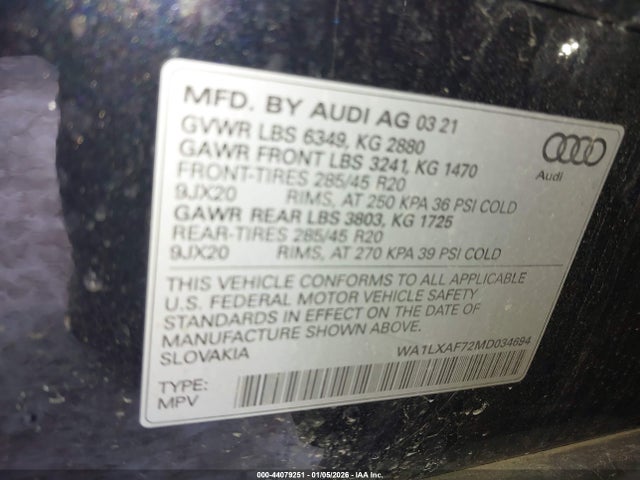 MFD. BY AUDI AG 03 21
GVWR LBS 6349, KG 2880
GAWR FRONT LBS 3241, KG 1470
FRONT-TIRES 285/45 R20
9JX20 RIMS, AT 250 KPA 36 PSI COLD
GAWR REAR LBS 3803, KG 1725
REAR-TIRES 285/45 R20
9JX20 RIMS, AT 270 KPA 39 PSI COLD
Audi
THIS VEHICLE CONFORMS TO ALL APPLICABLE
U.S. FEDERAL MOTOR VEHICLE SAFETY
STANDARDS IN EFFECT ON THE DATE OF
MANUFACTURE SHOWN ABOVE.
SLOVAKIA WA1LXAF72MD034694
TYPE:
MPV
000-44079251 - 01/05/2026 - IAA Inc.